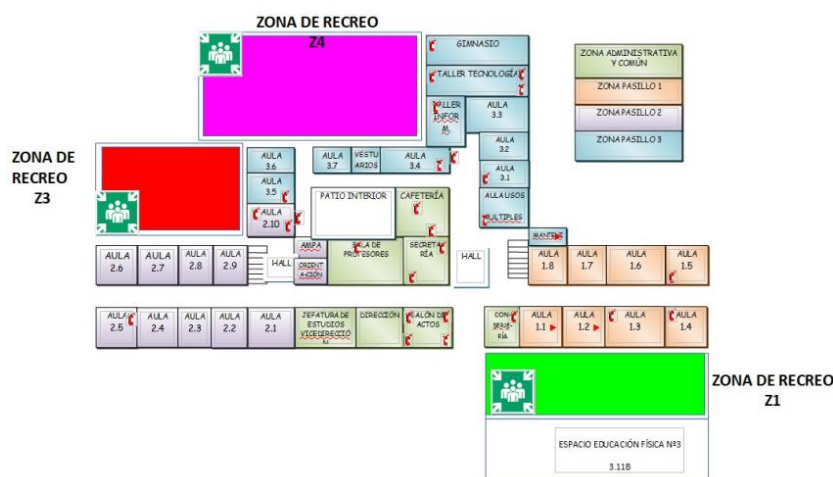 ZONA DE RECREO
Z4
GIMNASIO
TALLER TECNOLOGÍA
TALLER
INFOR
M.
AULA
3.3
AULA
3.2
AULA
3.1
AULA USOS
MULTIPLES
ZONA ADMINISTRATIVA
Y COMÚN
ZONA PASILLO 1
ZONA PASILLO 2
ZONA PASILLO 3
ZONA DE
RECREO
Z3
AULA
3.6
AULA
3.5
AULA
2.10
AULA
3.7
VESTU
ARIOS
AULA
3.4
PATIO INTERIOR
CAFETERÍA
AULA
2.6
AULA
2.7
AULA
2.8
AULA
2.9
HALL
AMPA
ORIENT
ACIÓN
SALA DE
PROFESORES
SECRETA
RÍA
HALL
AULA
1.8
AULA
1.7
AULA
1.6
AULA
1.5
AULA
2.5
AULA
2.4
AULA
2.3
AULA
2.2
AULA
2.1
JEFATURA DE
ESTUDIOS
VICEDIRECCIÓ
N
DIRECCIÓN
SALÓN DE
ACTOS
CON-
SERJE-
RÍA
AULA
1.1
AULA
1.2
AULA
1.3
AULA
1.4
ZONA DE RECREO
Z1
ESPACIO EDUCACIÓN FÍSICA Nº3
3.11B